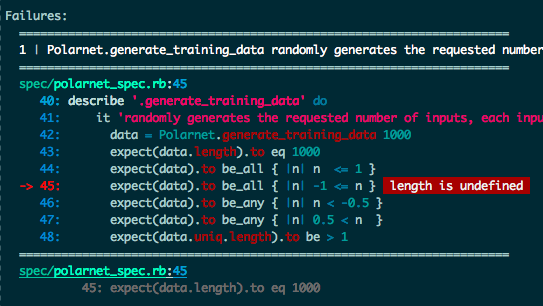 Failures:
1 | Polarnet.generate_training_data randomly generates the requested number
spec/polarnet_spec.rb:45
40: describe '.generate_training_data' do
41: it 'randomly generates the requested number of inputs, each inpu
42: data = Polarnet.generate_training_data 1000
43: expect(data.length).to eq 1000
44: expect(data).to be_all { |n| n <= 1 }
-> 45: expect(data).to be_all { |n| -1 <= n } length is undefined
46: expect(data).to be_any { |n| n < -0.5 }
47: expect(data).to be_any { |n| 0.5 < n }
48: expect(data.uniq.length).to be > 1
spec/polarnet_spec.rb:45
45: expect(data.length).to eq 1000